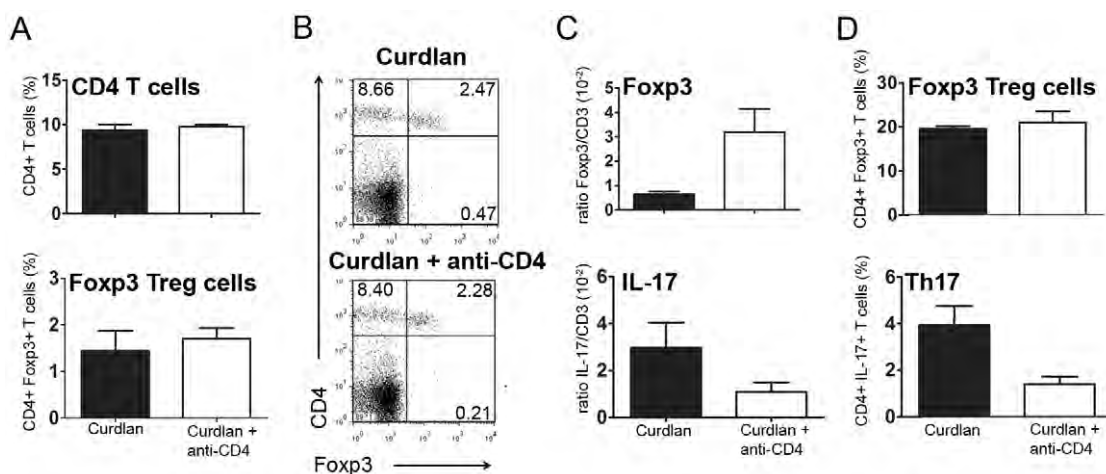 A
CD4 T cells
CD4+ T cells (%)
15
10
5
0
Foxp3 Treg cells
CD4+ Foxp3+ T cells (%)
3
2
1
0
Curdlan
Curdlan +
anti-CD4
B
Curdlan
8.66 2.47
0.47
Curdlan + anti-CD4
8.40 2.28
0.21
CD4
Foxp3
C
Foxp3
ratio Foxp3/CD3 (10⁻²)
5
4
3
2
1
0
IL-17
ratio IL-17/CD3 (10⁻²)
6
4
2
0
Curdlan
Curdlan +
anti-CD4
D
Foxp3 Treg cells
CD4+ Foxp3+ T cells (%)
30
20
10
0
Th17
CD4+ IL-17+ T cells (%)
6
4
2
0
Curdlan
Curdlan +
anti-CD4